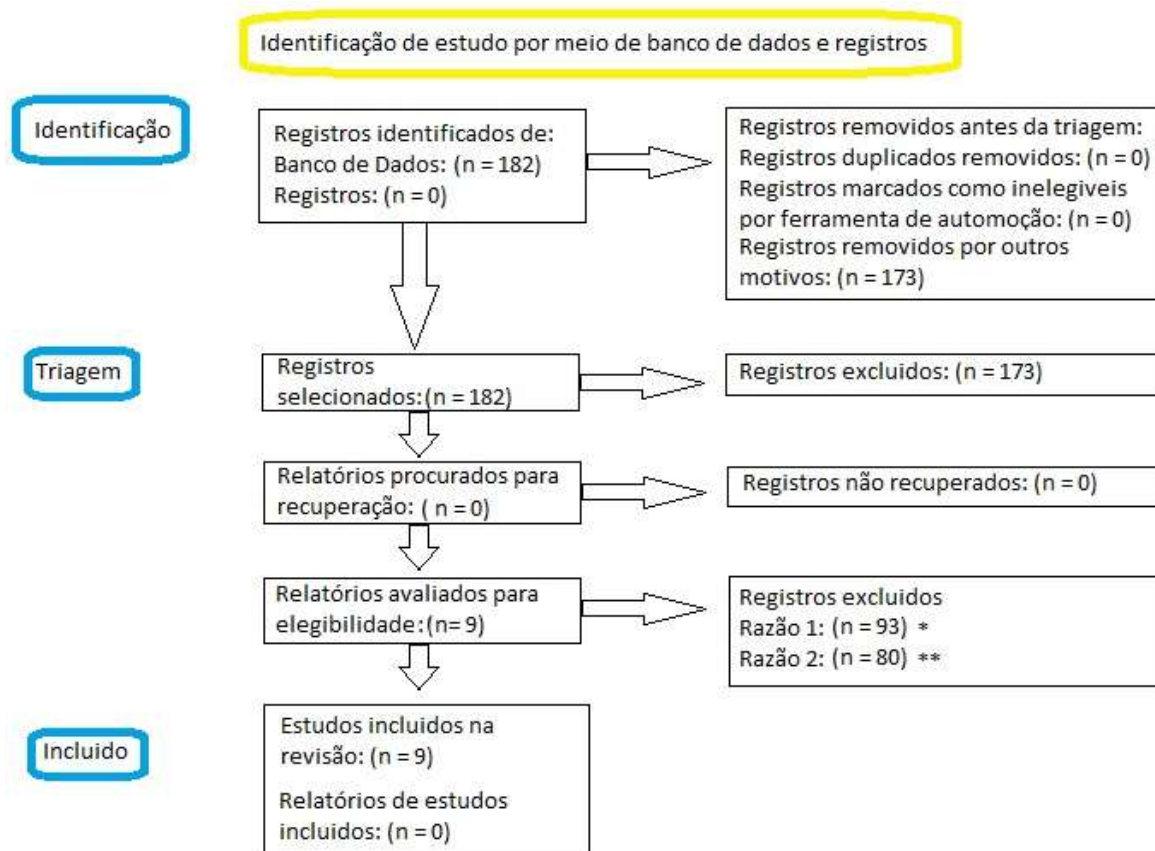 Identificação de estudo por meio de banco de dados e registros
Identificação
Registros identificados de:
Banco de Dados: (n = 182)
Registros: (n = 0)
Registros removidos antes da triagem:
Registros duplicados removidos: (n = 0)
Registros marcados como inelegiveis
por ferramenta de automoção: (n = 0)
Registros removidos por outros
motivos: (n = 173)
Triagem
Registros
selecionados: (n = 182)
Registros excluidos: (n = 173)
Relatórios procurados para
recuperação: ( n = 0)
Registros não recuperados: (n = 0)
Relatórios avaliados para
elegibilidade: (n= 9)
Registros excluidos
Razão 1: (n = 93) *
Razão 2: (n = 80) **
Incluido
Estudos incluidos na
revisão: (n = 9)
Relatórios de estudos
incluidos: (n = 0)